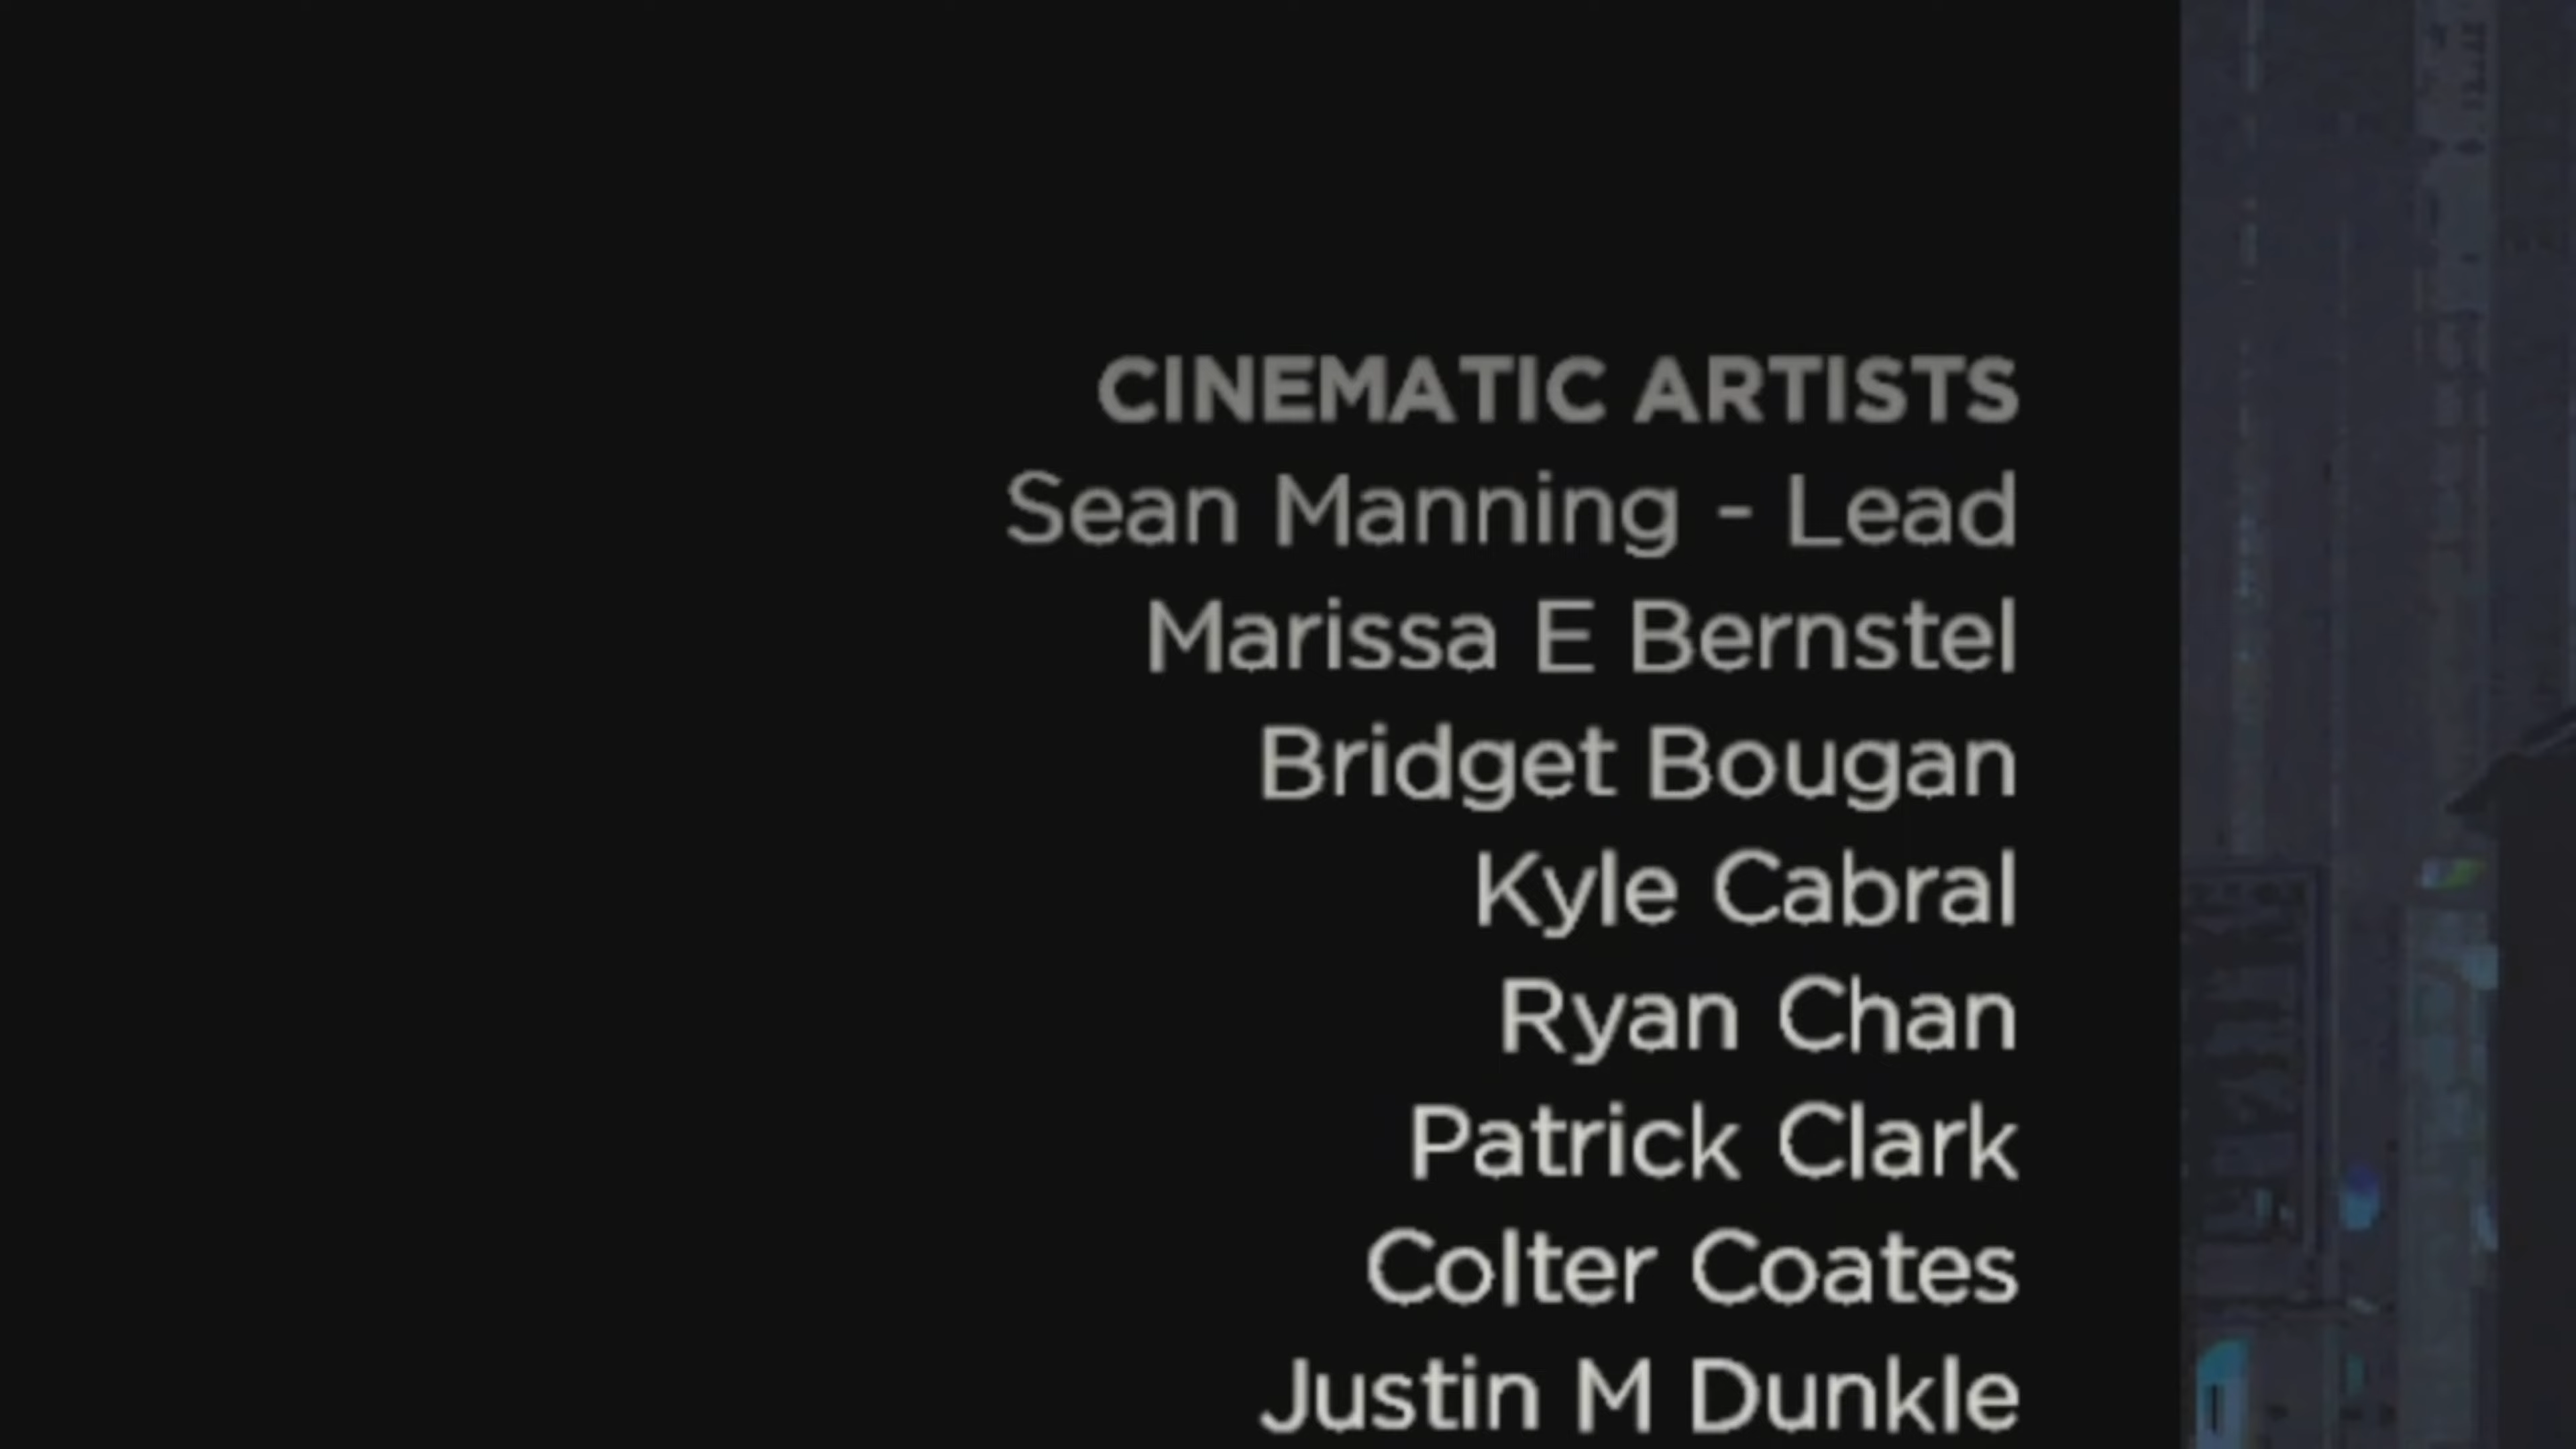 CINEMATIC ARTISTS
Sean Manning - Lead
Marissa E Bernstel
Bridget Bougan
Kyle Cabral
Ryan Chan
Patrick Clark
Colter Coates
Justin M Dunkle